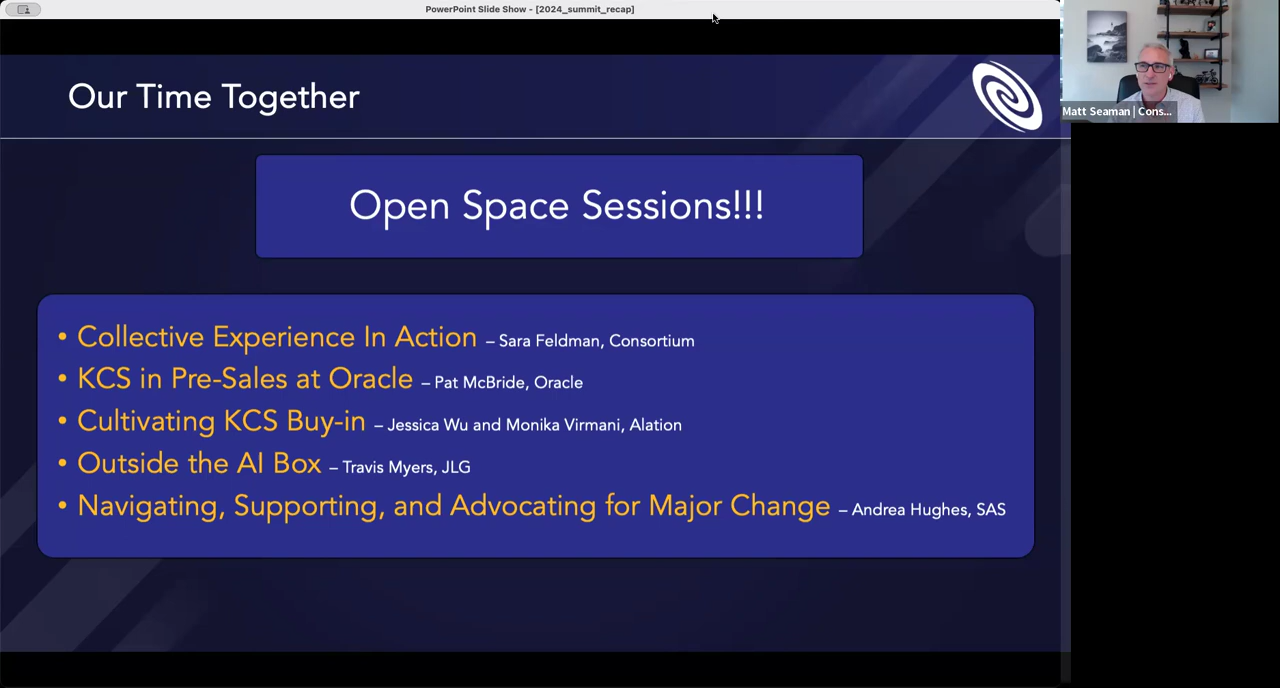 PowerPoint Slide Show - [2024_summit_recap]
Our Time Together
Open Space Sessions!!!
• Collective Experience In Action – Sara Feldman, Consortium
• KCS in Pre-Sales at Oracle – Pat McBride, Oracle
• Cultivating KCS Buy-in – Jessica Wu and Monika Virmani, Alation
• Outside the AI Box – Travis Myers, JLG
• Navigating, Supporting, and Advocating for Major Change – Andrea Hughes, SAS
Matt Seaman | Cons...